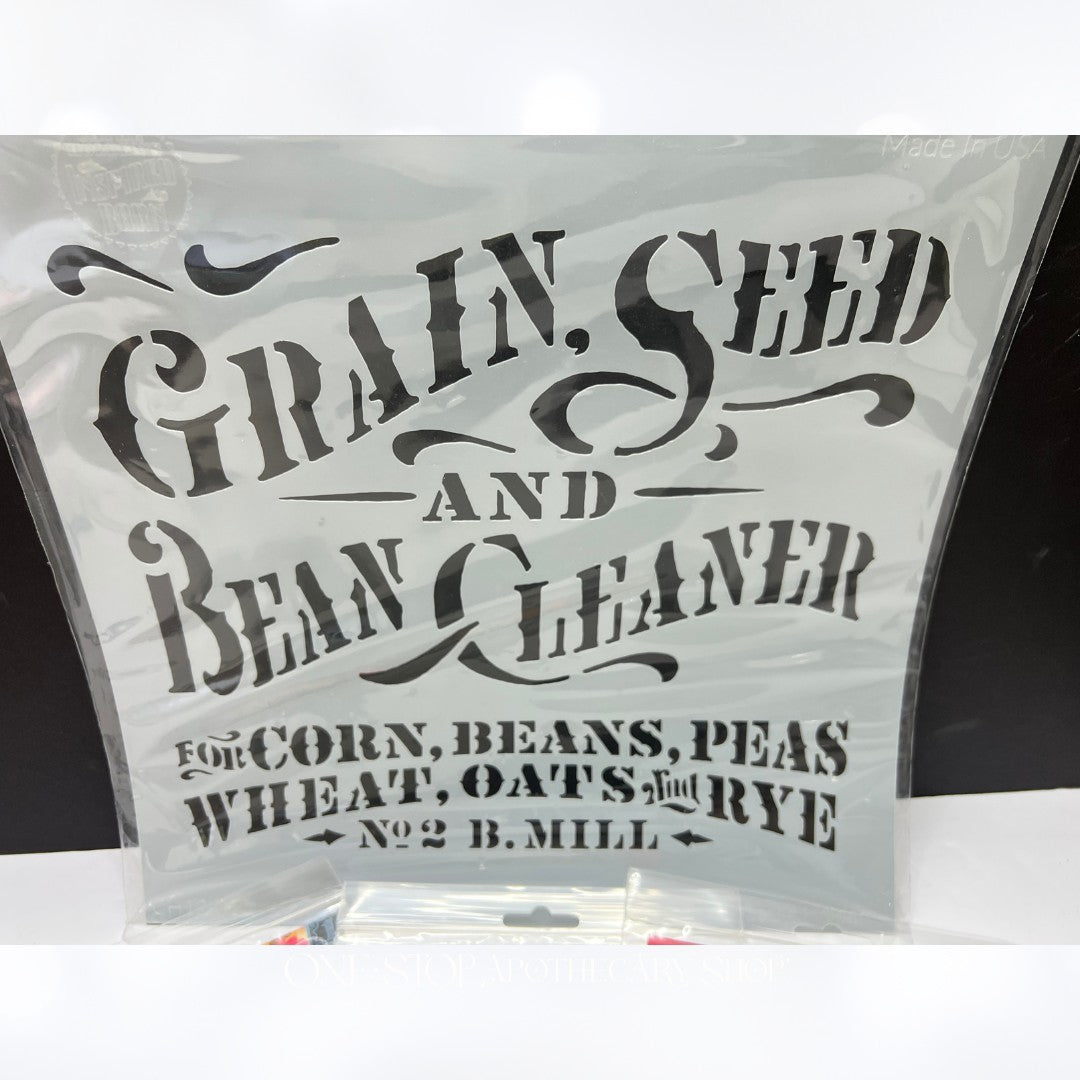 Made in USA
GRAIN, SEED
AND
BEAN CLEANER
FOR CORN, BEANS, PEAS
WHEAT, OATS And RYE
No 2 B. MILL
ONE-STOP APOTHECARY SHOP